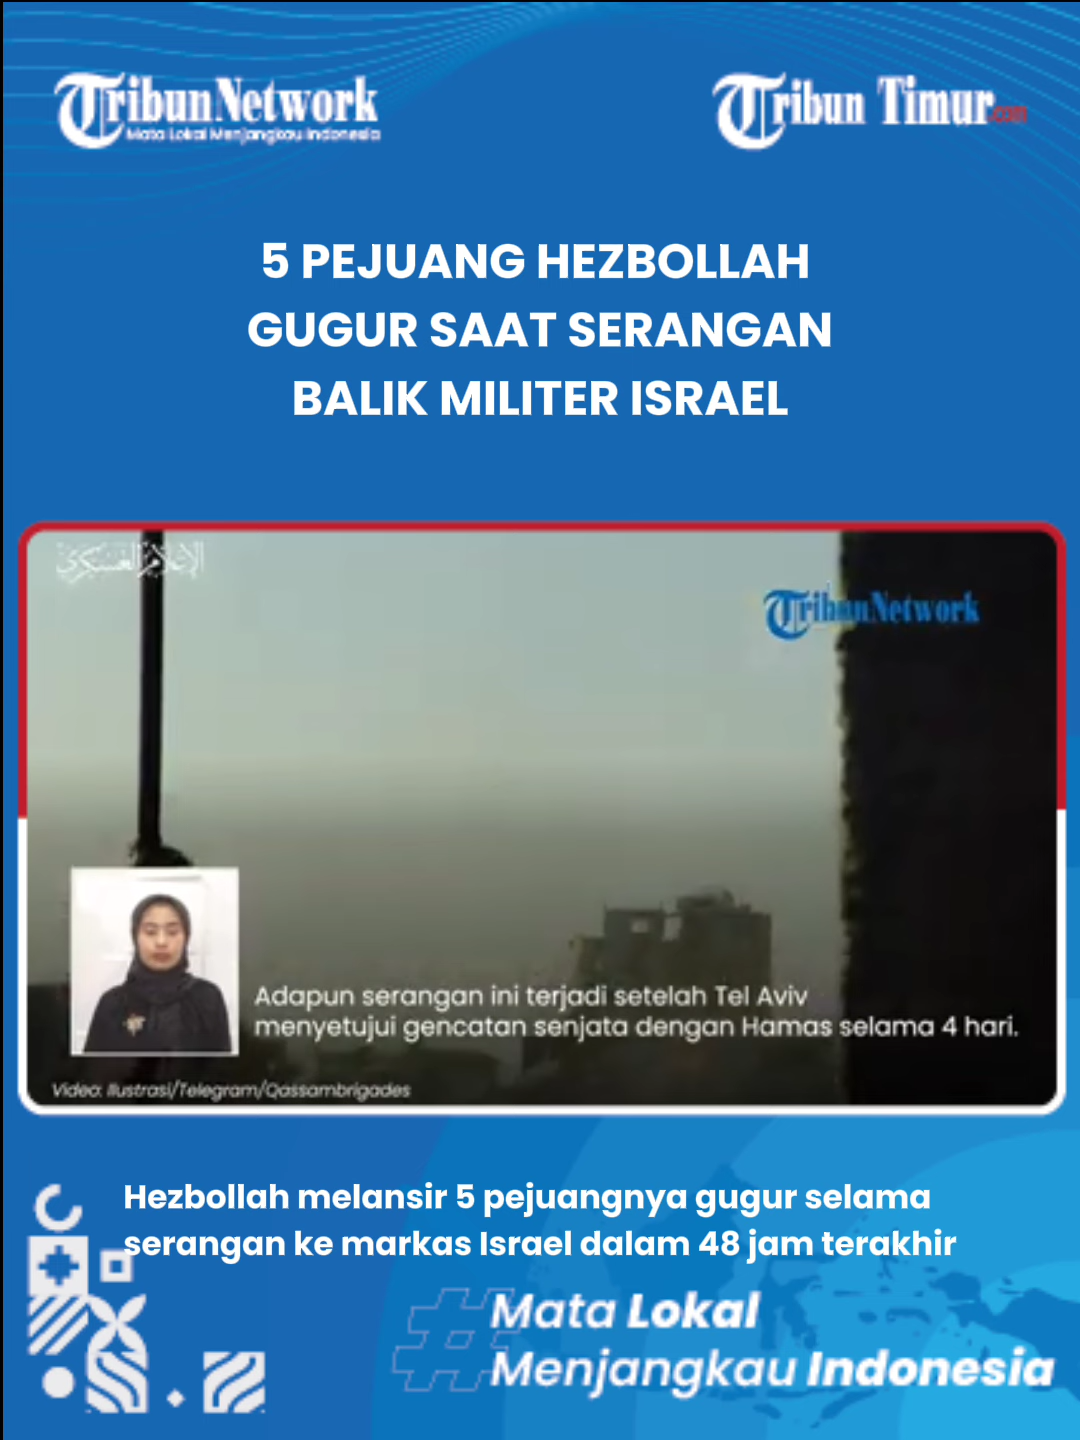 TribunNetwork
Mata Lokal Menjangkau Indonesia
Tribun Timur.com
5 PEJUANG HEZBOLLAH
GUGUR SAAT SERANGAN
BALIK MILITER ISRAEL
الإعلام العسكري
TribunNetwork
Adapun serangan ini terjadi setelah Tel Aviv
menyetujui gencatan senjata dengan Hamas selama 4 hari.
Video: Ilustrasi/Telegram/Qassambrigades
Hezbollah melansir 5 pejuangnya gugur selama
serangan ke markas Israel dalam 48 jam terakhir
#Mata Lokal
Menjangkau Indonesia